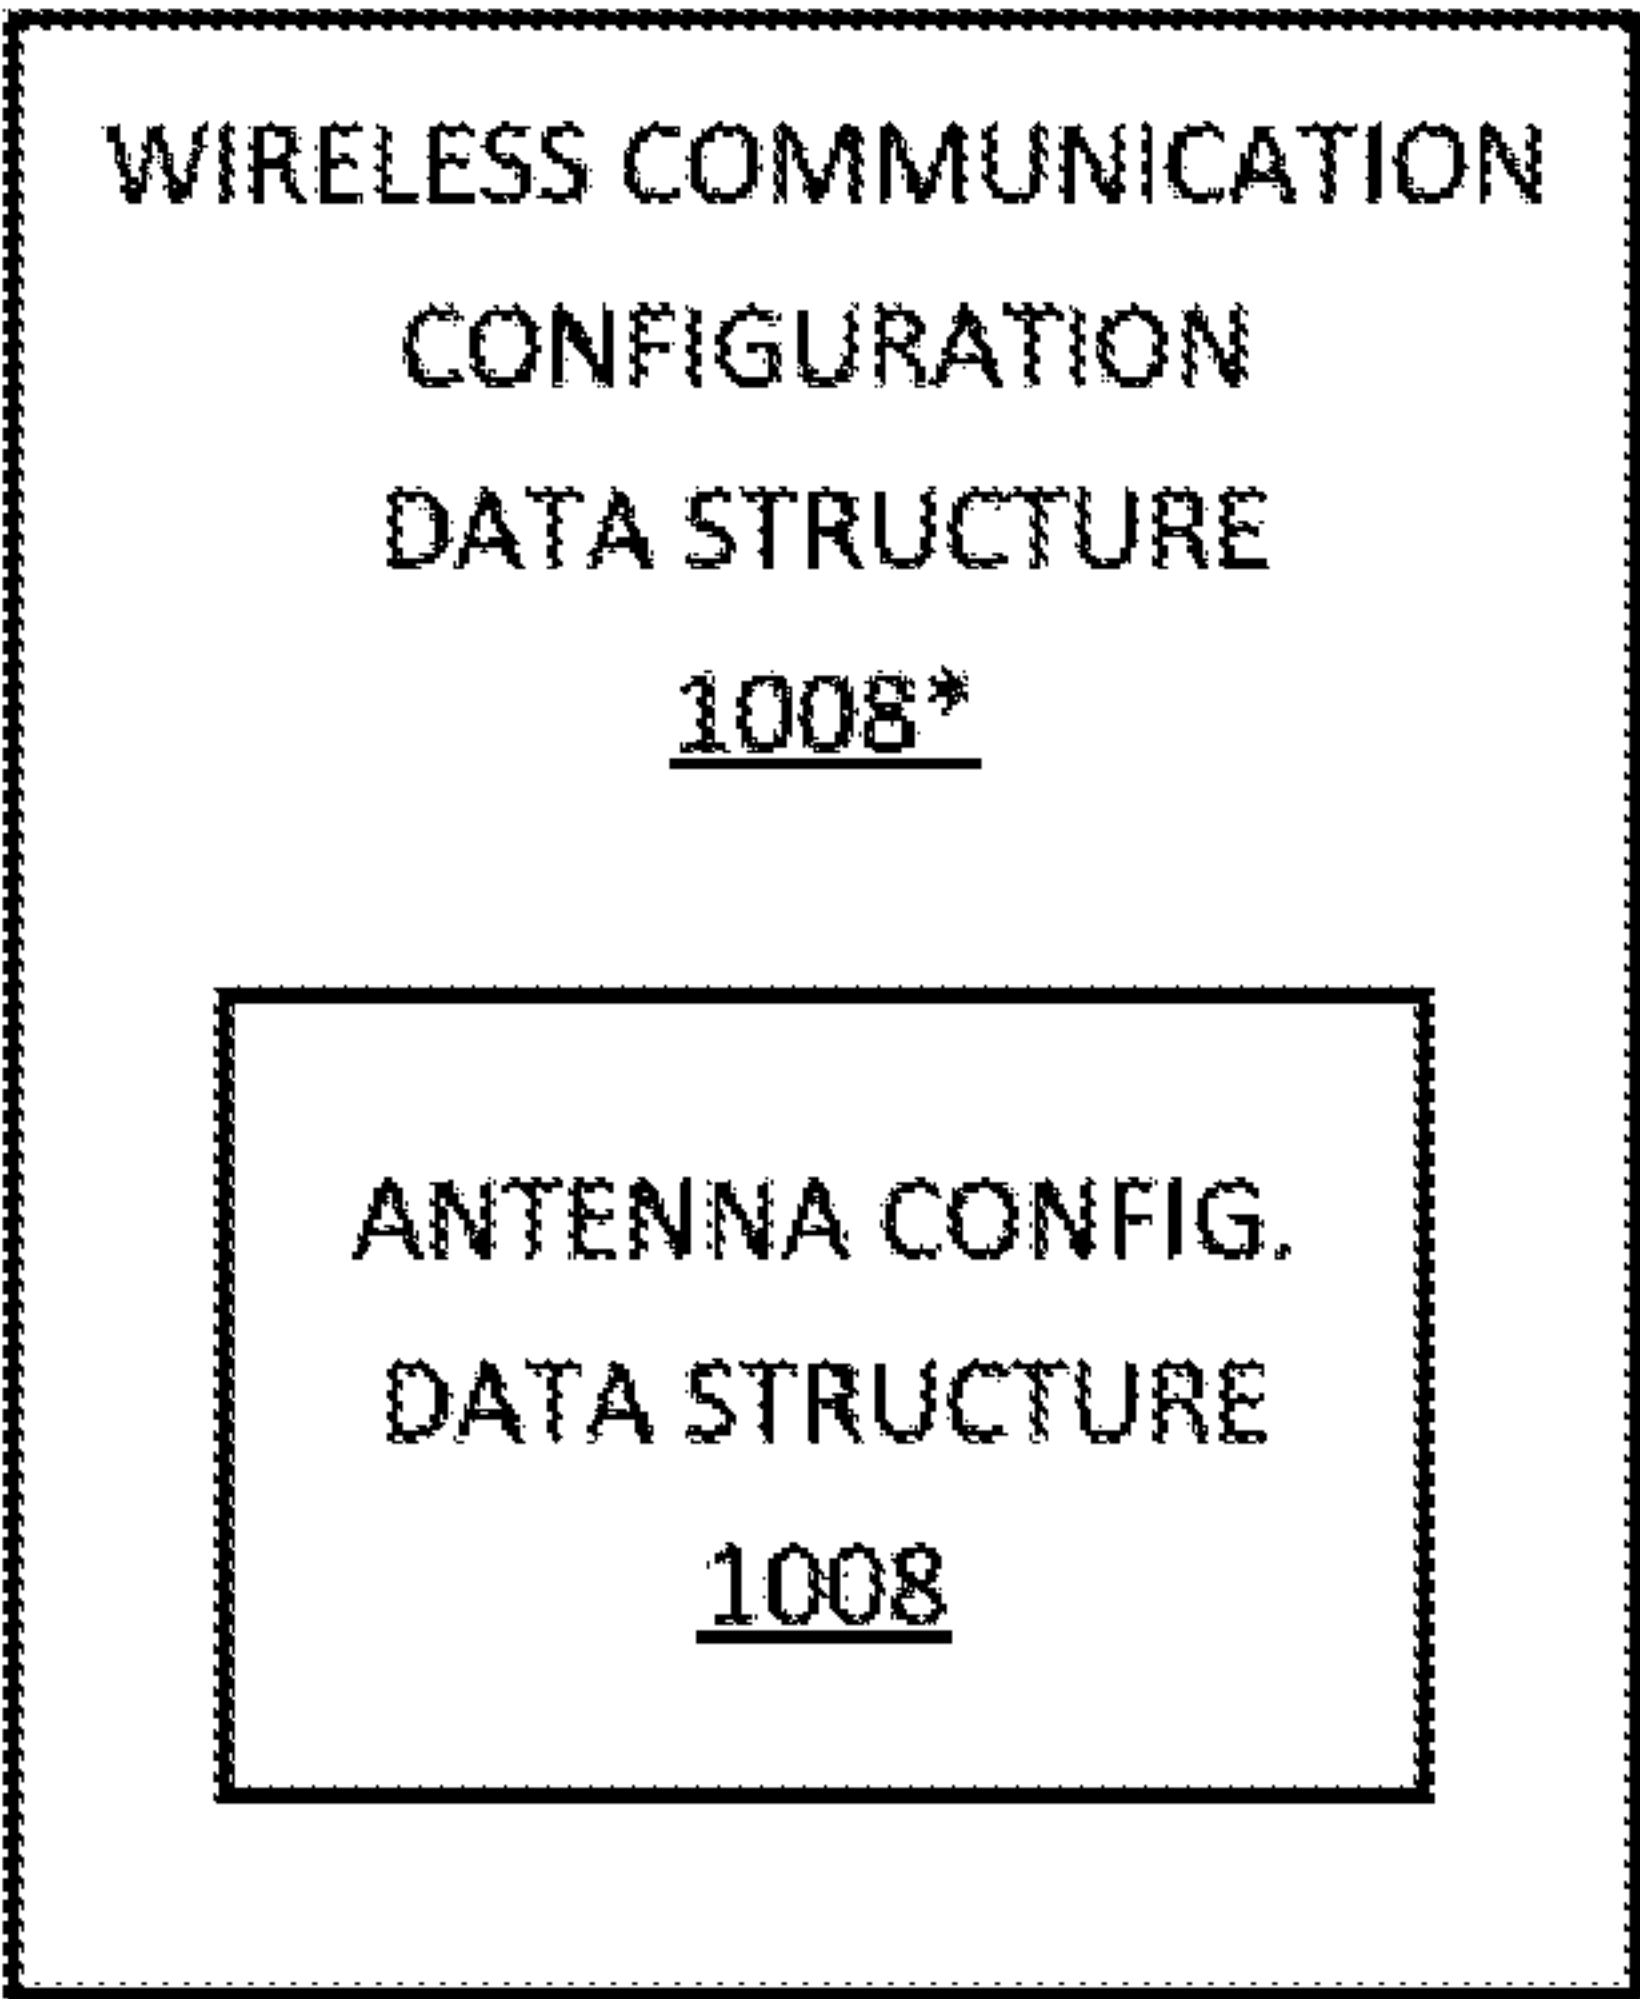 WIRELESS COMMUNICATION
CONFIGURATION
DATA STRUCTURE
1008*
ANTENNA CONFIG.
DATA STRUCTURE
1008